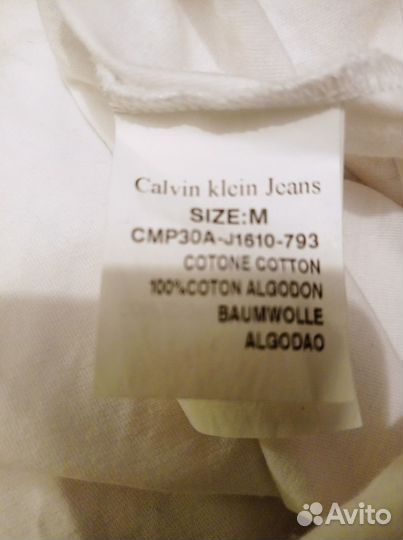 Calvin klein Jeans
SIZE:M
CMP30A-J1610-793
COTONE COTTON
100%COTON ALGODON
BAUMWOLLE
ALGODAO
Avito